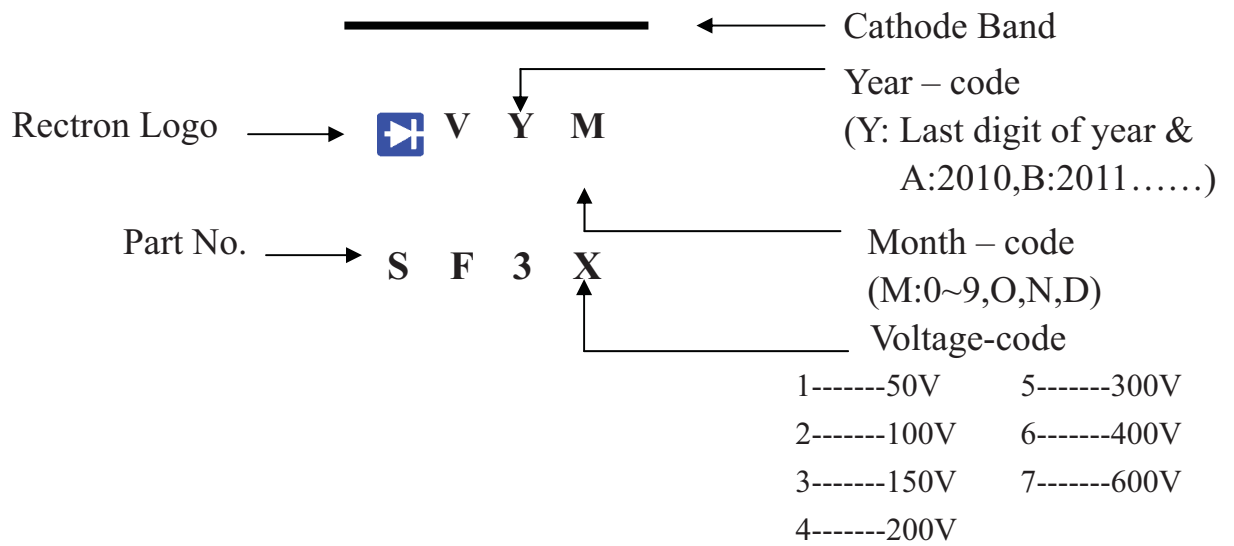 Cathode Band
Year – code
(Y: Last digit of year &
A:2010,B:2011……)
Rectron Logo
V Y M
Month – code
(M:0~9,O,N,D)
Part No.
S F 3 X
Voltage-code
1-------50V 5-------300V
2-------100V 6-------400V
3-------150V 7-------600V
4-------200V